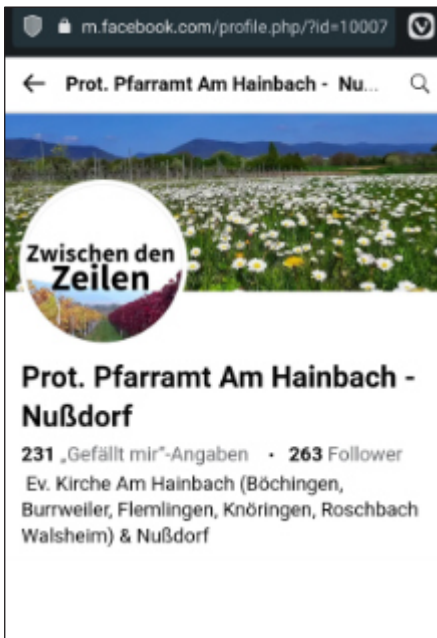 m.facebook.com/profile.php/?id=10007
Prot. Pfarramt Am Hainbach - Nu...
Zwischen den
Zeilen
Prot. Pfarramt Am Hainbach -
Nußdorf
231 „Gefällt mir"-Angaben · 263 Follower
Ev. Kirche Am Hainbach (Böchingen,
Burrweiler, Flemlingen, Knöringen, Roschbach
Walsheim) & Nußdorf